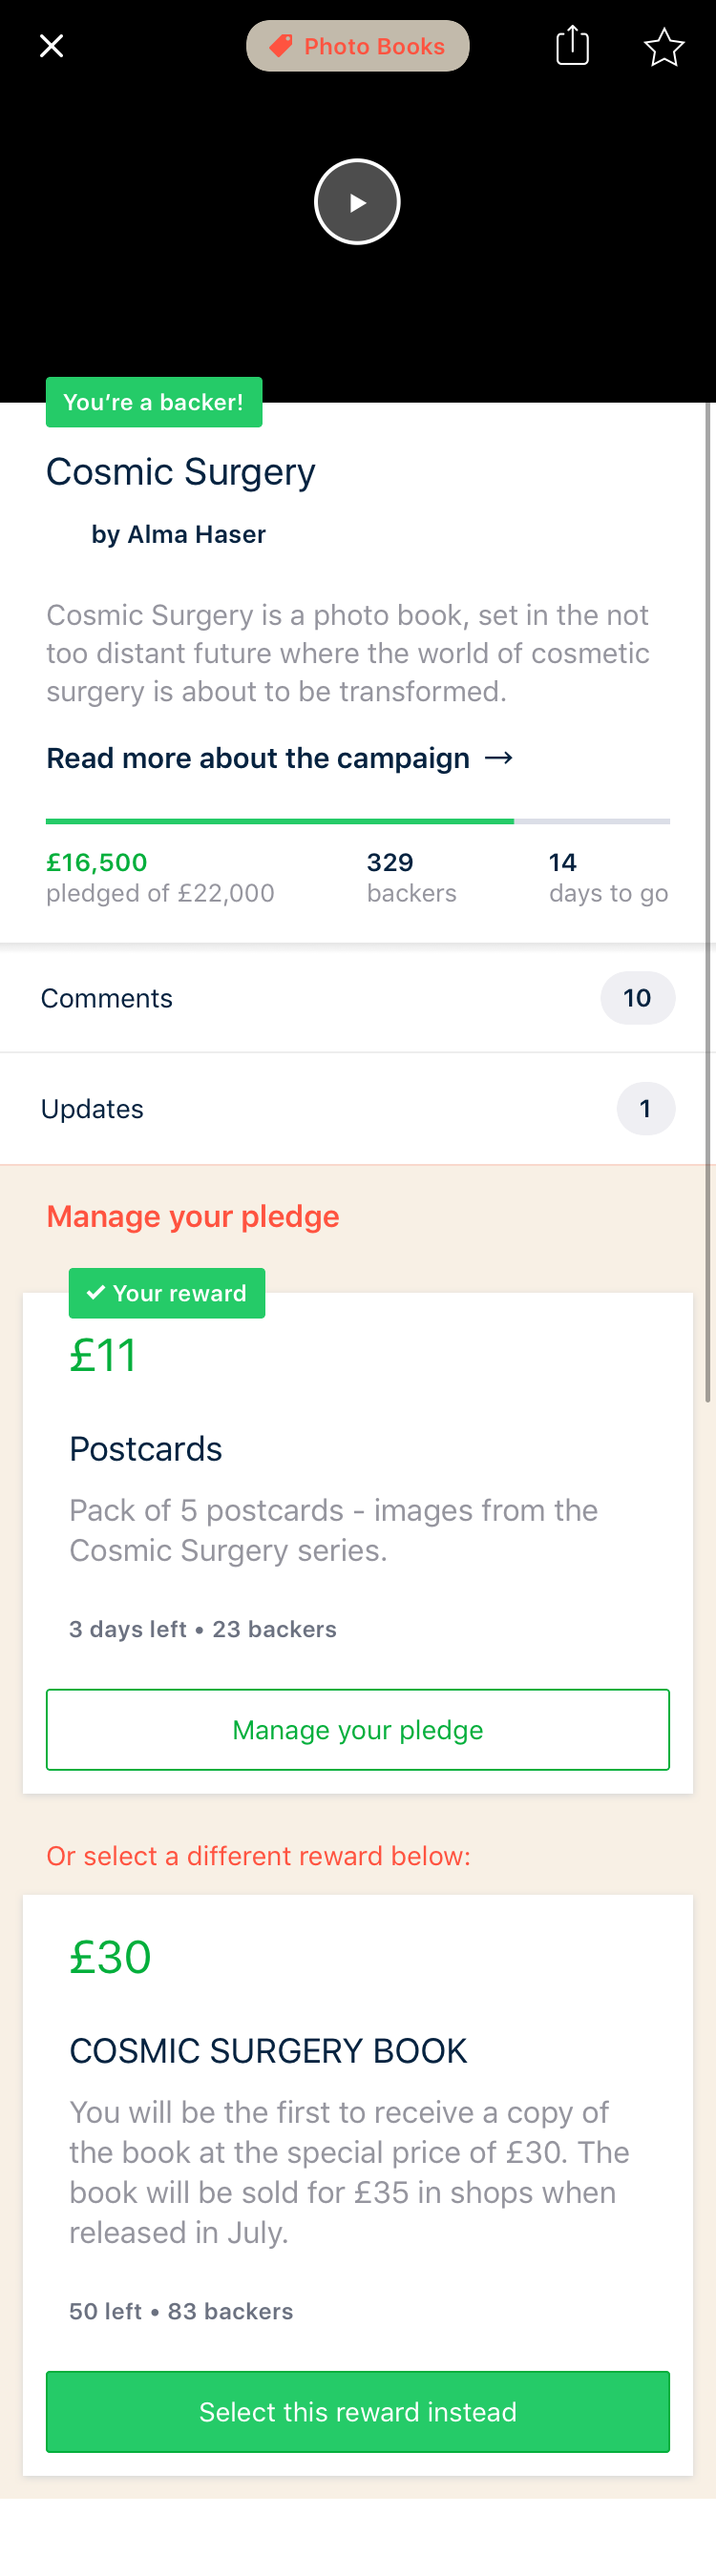 Photo Books
You’re a backer!
Cosmic Surgery
by Alma Haser
Cosmic Surgery is a photo book, set in the not
too distant future where the world of cosmetic
surgery is about to be transformed.
Read more about the campaign →
£16,500
pledged of £22,000
329
backers
14
days to go
Comments
10
Updates
1
Manage your pledge
✓ Your reward
£11
Postcards
Pack of 5 postcards - images from the
Cosmic Surgery series.
3 days left • 23 backers
Manage your pledge
Or select a different reward below:
£30
COSMIC SURGERY BOOK
You will be the first to receive a copy of
the book at the special price of £30. The
book will be sold for £35 in shops when
released in July.
50 left • 83 backers
Select this reward instead